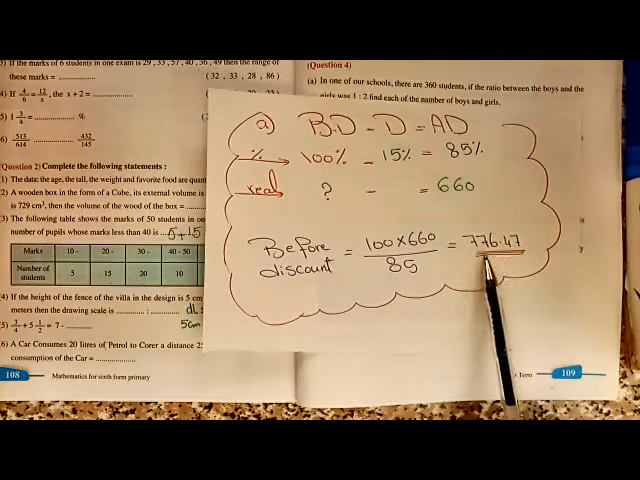 3) If the marks of 6 students in one exam is 29 , 33 , 57 , 40 , 36 , 49 then the range of
these marks = ............... (32 , 33 , 28 , 86)
4) If 4/6 = 12/x , the x + 2 = ..................
5) 1 3/4 = ............... %
6) 513/614 ............... 432/145
(Question 2) Complete the following statements :
1) The data: the age, the tall, the weight and favorite food are quant
2) A wooden box in the form of a Cube, its external volume is
is 729 cm³, then the volume of the wood of the box =
(3) The following table shows the marks of 50 students in on
number of pupils whose marks less than 40 is 5+15
Marks 10 - 20 - 30 - 40 - 50
Number of students 5 15 20 10
(4) If the height of the fence of the villa in the design is 5 cm
meters then the drawing scale is ........... : ........... dL:
(5) 3/4 + 5 1/2 = 7 - ........... 5cm
(6) A Car Consumes 20 litres of Petrol to Corer a distance 2
consumption of the Car = ...............
108 Mathematics for sixth form primary
(Question 4)
(a) In one of our schools, there are 360 students, if the ratio between the boys and the
girls was 1 : 2 find each of the number of boys and girls.
a) B.D - D = AD
% 100% - 15% = 85%
real ? - = 660
Before discount = 100×660/85 = 776.47
Term 109